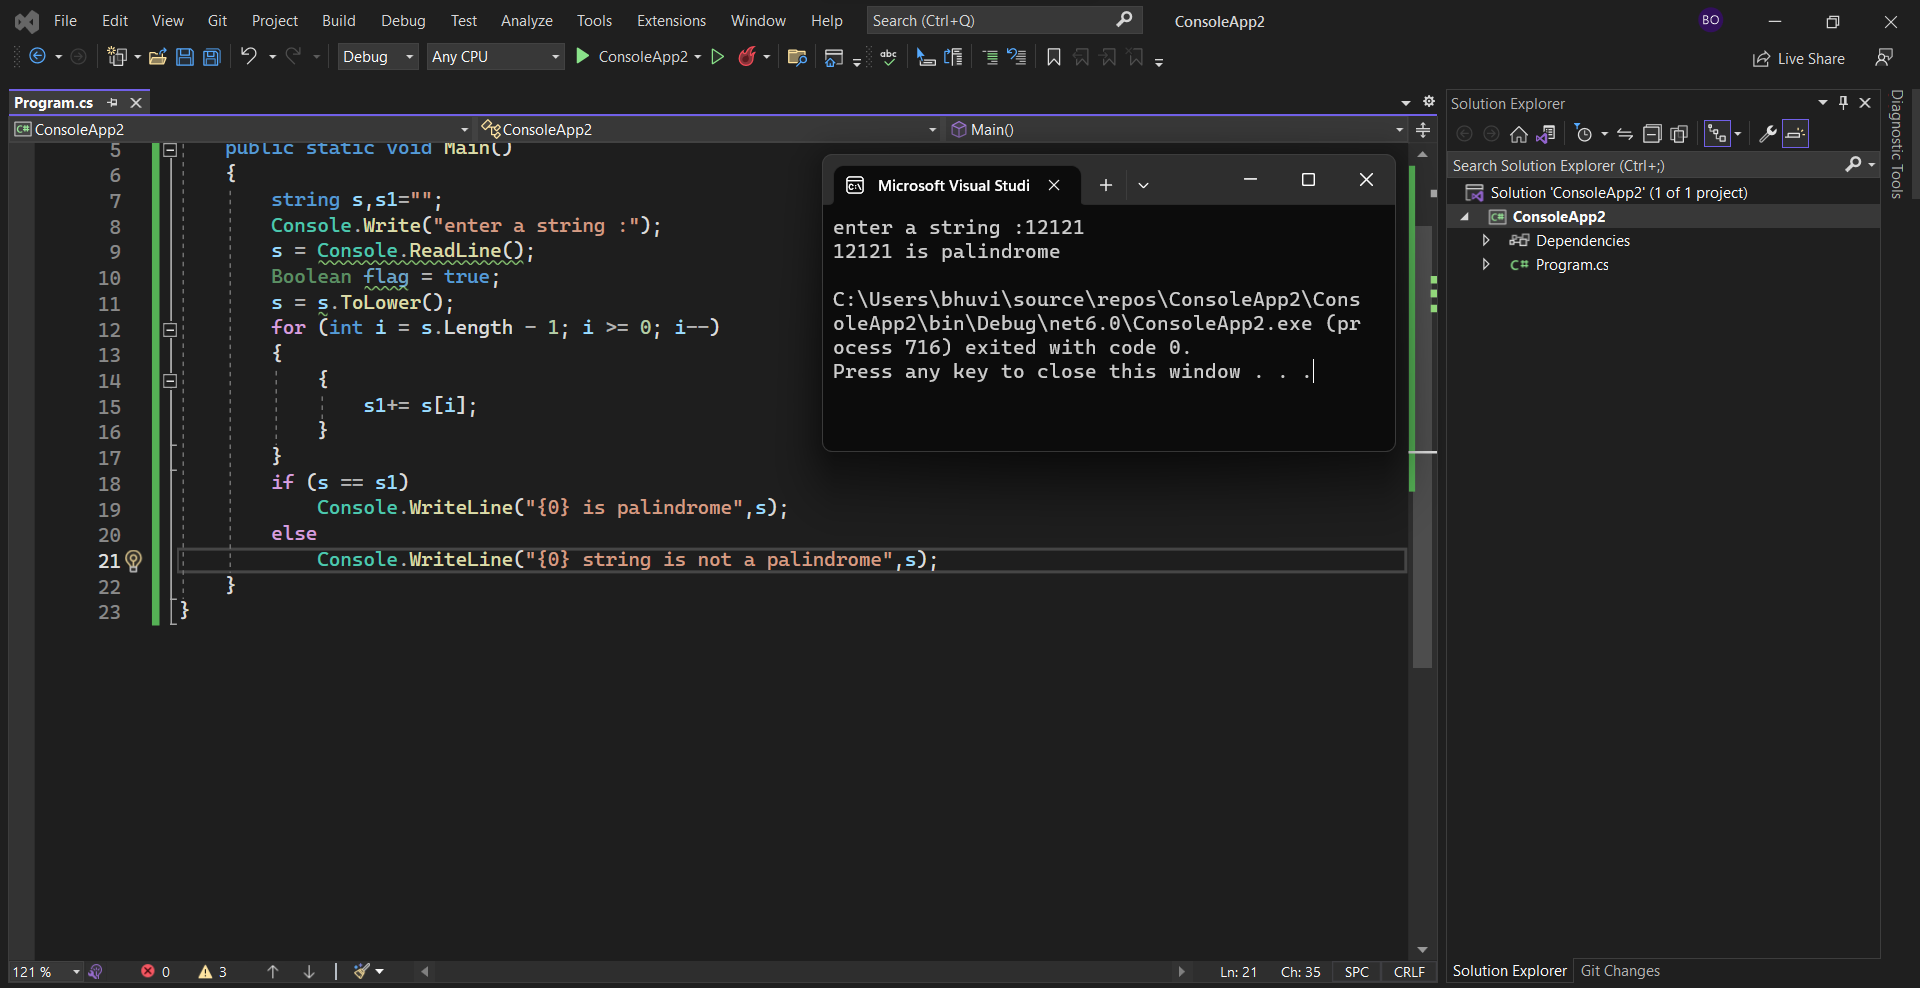 File Edit View Git Project Build Debug Test Analyze Tools Extensions Window Help Search (Ctrl+Q) ConsoleApp2 BO
Debug Any CPU ConsoleApp2 abc Live Share
Program.cs
ConsoleApp2 ConsoleApp2 Main()
5 public static void Main()
6 {
7 string s,s1="";
8 Console.Write("enter a string :");
9 s = Console.ReadLine();
10 Boolean flag = true;
11 s = s.ToLower();
12 for (int i = s.Length - 1; i >= 0; i--)
13 {
14 {
15 s1+= s[i];
16 }
17 }
18 if (s == s1)
19 Console.WriteLine("{0} is palindrome",s);
20 else
21 Console.WriteLine("{0} string is not a palindrome",s);
22 }
23 }
Microsoft Visual Studi
enter a string :12121
12121 is palindrome
C:\Users\bhuvi\source\repos\ConsoleApp2\Cons
oleApp2\bin\Debug\net6.0\ConsoleApp2.exe (pr
ocess 716) exited with code 0.
Press any key to close this window . . .
Solution Explorer
Search Solution Explorer (Ctrl+;)
Solution 'ConsoleApp2' (1 of 1 project)
C# ConsoleApp2
Dependencies
C# Program.cs
Diagnostic Tools
121 % 0 3 Ln: 21 Ch: 35 SPC CRLF
Solution Explorer Git Changes